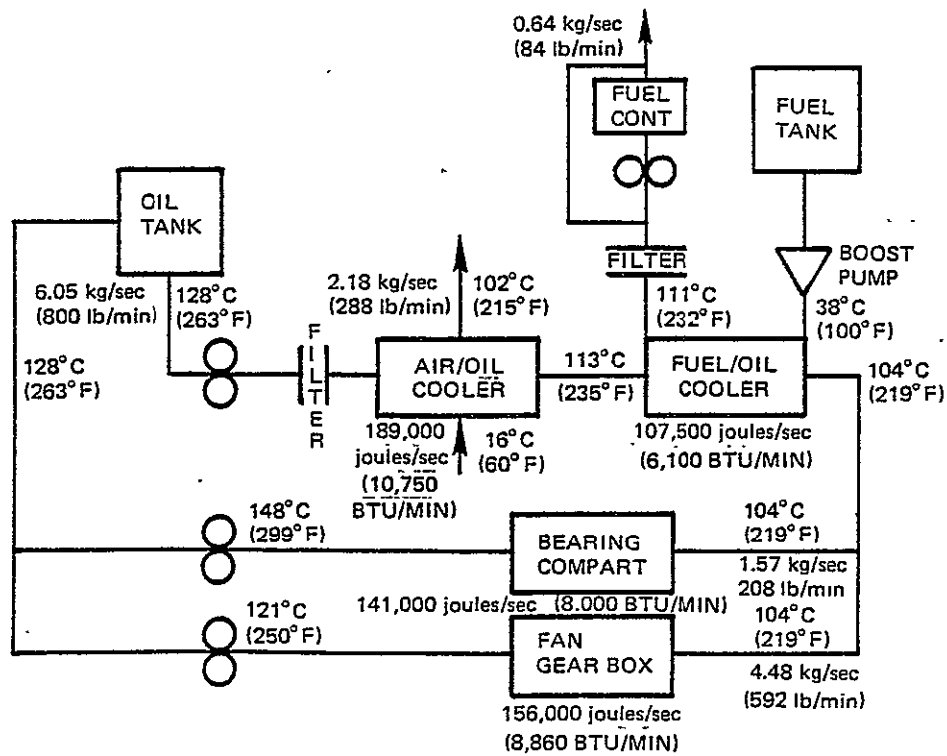 0.64 kg/sec
(84 lb/min)
FUEL
CONT
FUEL
TANK
OIL
TANK
6.05 kg/sec
(800 lb/min)
128°C
(263°F)
2.18 kg/sec
(288 lb/min)
102°C
(215°F)
FILTER
BOOST
PUMP
111°C
(232°F)
38°C
(100°F)
128°C
(263°F)
FILTER
AIR/OIL
COOLER
113°C
(235°F)
FUEL/OIL
COOLER
104°C
(219°F)
189,000
joules/sec
(10,750
BTU/MIN)
16°C
(60°F)
107,500
joules/sec
(6,100 BTU/MIN)
148°C
(299°F)
BEARING
COMPART
104°C
(219°F)
1.57 kg/sec
208 lb/min
141,000 joules/sec (8.000 BTU/MIN)
121°C
(250°F)
FAN
GEAR BOX
104°C
(219°F)
4.48 kg/sec
(592 lb/min)
156,000 joules/sec
(8,860 BTU/MIN)